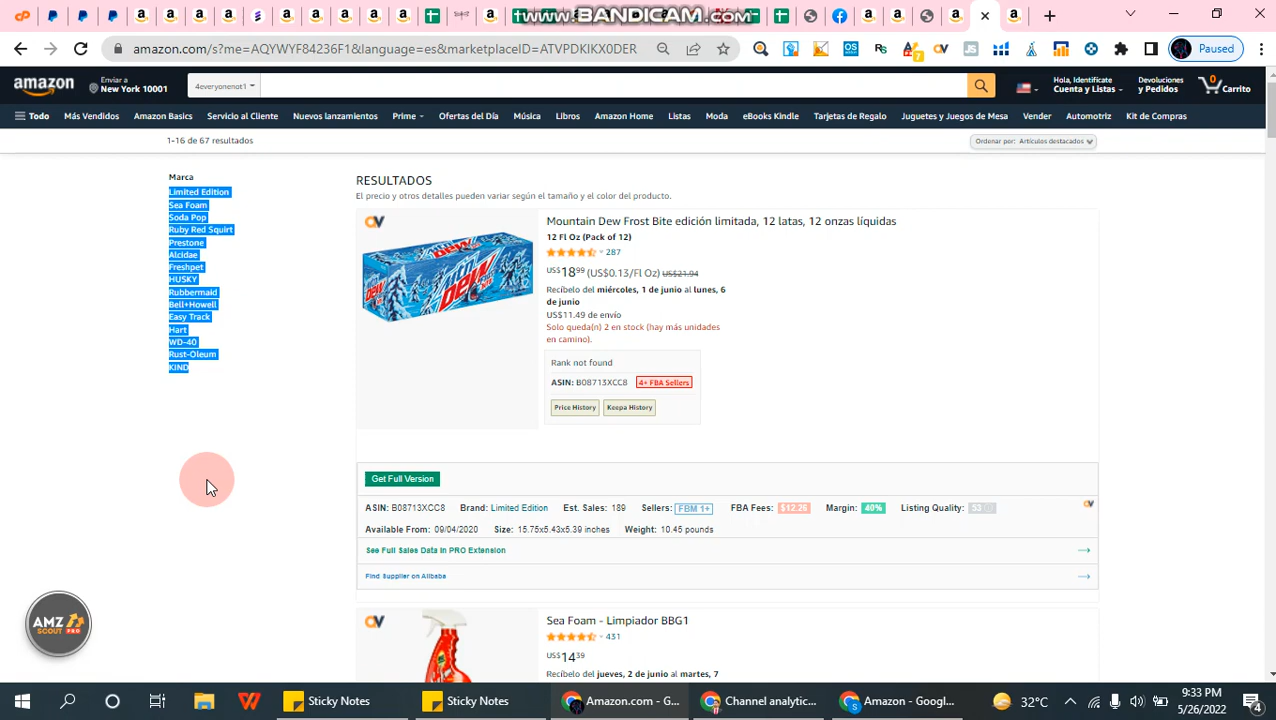 www.BANDICAM.com
amazon.com/s?me=AQYWYF84236F1&language=es&marketplaceID=ATVPDKIKX0DER
7
Paused
amazon
Enviar a
New York 10001
4everyonenot1
Hola, Identifícate
Cuenta y Listas
Devoluciones
y Pedidos
0
Carrito
Todo
Más Vendidos
Amazon Basics
Servicio al Cliente
Nuevos lanzamientos
Prime
Ofertas del Día
Música
Libros
Amazon Home
Listas
Moda
eBooks Kindle
Tarjetas de Regalo
Juguetes y Juegos de Mesa
Vender
Automotriz
Kit de Compras
1-16 de 67 resultados
Ordenar por: Artículos destacados
Marca
Limited Edition
Sea Foam
Soda Pop
Ruby Red Squirt
Prestone
Alcidae
Freshpet
HUSKY
Rubbermaid
Bell+Howell
Easy Track
Hart
WD-40
Rust-Oleum
KIND
RESULTADOS
El precio y otros detalles pueden variar según el tamaño y el color del producto.
Mountain Dew Frost Bite edición limitada, 12 latas, 12 onzas líquidas
12 Fl Oz (Pack of 12)
287
US$18.99 (US$0.13/Fl Oz) US$21.94
Recíbelo del miércoles, 1 de junio al lunes, 6
de junio
US$11.49 de envío
Solo queda(n) 2 en stock (hay más unidades
en camino).
Rank not found
ASIN: B08713XCC8 4+ FBA Sellers
Price History Keepa History
Get Full Version
ASIN: B08713XCC8 Brand: Limited Edition Est. Sales: 189 Sellers: FBM 1+ FBA Fees: $12.26 Margin: 40% Listing Quality: 53
Available From: 09/04/2020 Size: 15.75x5.43x5.39 inches Weight: 10.45 pounds
See Full Sales Data in PRO Extension
Find Supplier on Alibaba
Sea Foam - Limpiador BBG1
431
US$14.39
Recíbelo del jueves, 2 de junio al martes, 7
AMZ
SCOUT PRO
Sticky Notes
Sticky Notes
Amazon.com - G...
Channel analytic...
Amazon - Googl...
32°C
9:33 PM
5/26/2022
4